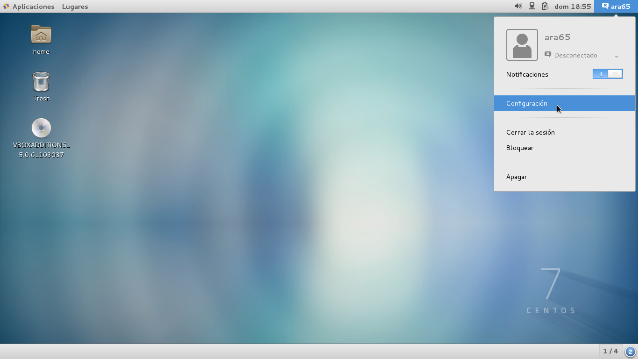 Aplicaciones Lugares dom 18:55 ara65
ara65
Desconectado
Notificaciones
Configuración
Cerrar la sesión
Bloquear
Apagar
home
Trash
7
CENTOS
1 / 4